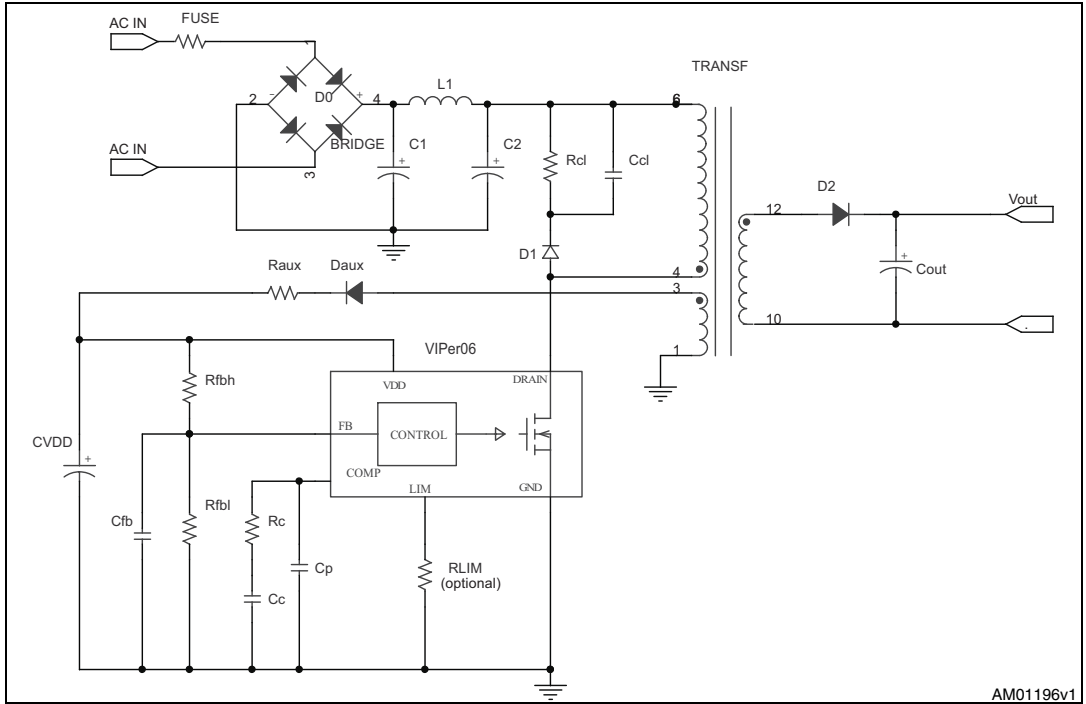 AC IN
FUSE
1
D0
2
-
+
4
L1
TRANSF
6
AC IN
BRIDGE
3
C1
+
C2
+
Rcl
Ccl
D1
4
3
1
12
D2
Vout
+
Cout
10
.
Raux
Daux
VIPer06
VDD
DRAIN
Rfbh
FB
CONTROL
CVDD
+
COMP
LIM
GND
Cfb
Rfbl
Rc
Cp
Cc
RLIM
(optional)
AM01196v1